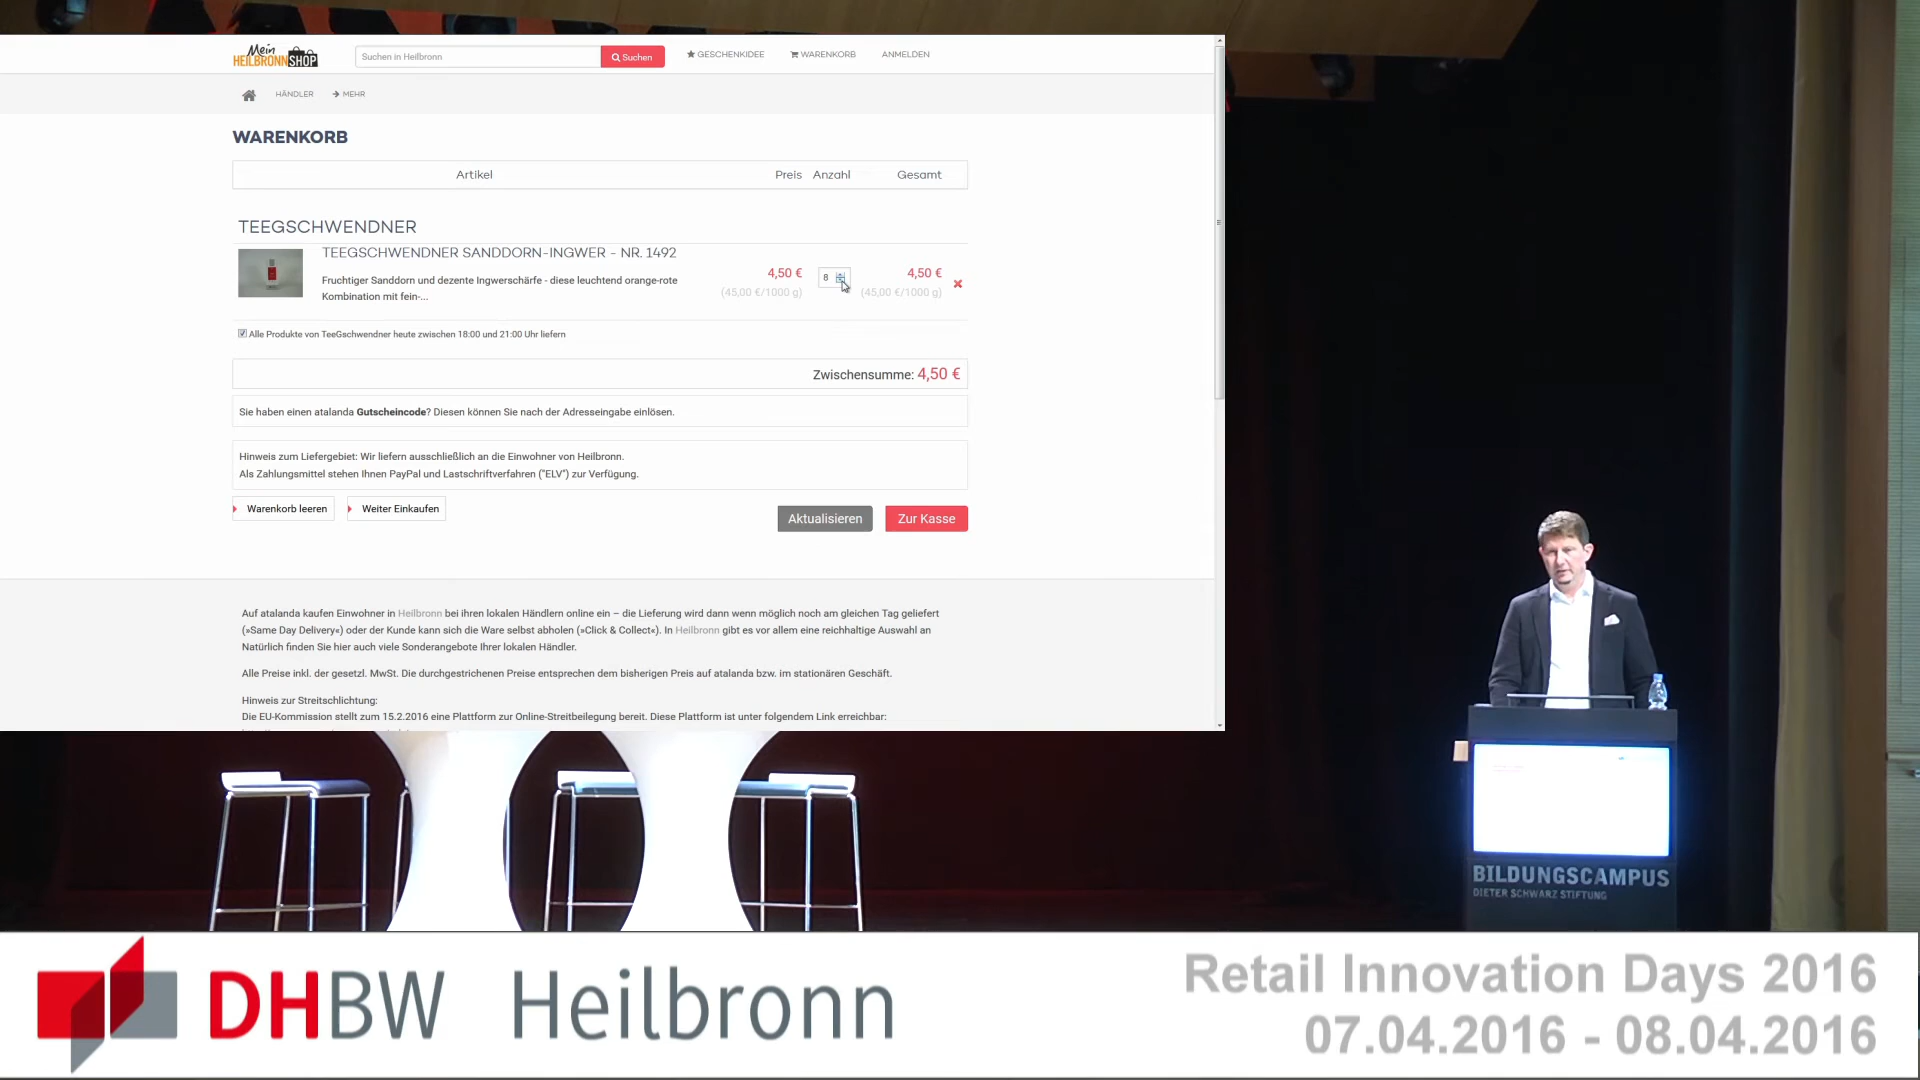 Mein
HEILBRONNSHOP
Suchen in Heilbronn
Suchen
GESCHENKIDEE
WARENKORB
ANMELDEN
HÄNDLER
MEHR
WARENKORB
Artikel Preis Anzahl Gesamt
TEEGSCHWENDNER
TEEGSCHWENDNER SANDDORN-INGWER - NR. 1492
Fruchtiger Sanddorn und dezente Ingwerschärfe - diese leuchtend orange-rote
Kombination mit fein-...
4,50 € 8 4,50 €
(45,00 €/1000 g) (45,00 €/1000 g)
Alle Produkte von TeeGschwendner heute zwischen 18:00 und 21:00 Uhr liefern
Zwischensumme: 4,50 €
Sie haben einen atalanda Gutscheincode? Diesen können Sie nach der Adresseingabe einlösen.
Hinweis zum Liefergebiet: Wir liefern ausschließlich an die Einwohner von Heilbronn.
Als Zahlungsmittel stehen Ihnen PayPal und Lastschriftverfahren ("ELV") zur Verfügung.
Warenkorb leeren
Weiter Einkaufen
Aktualisieren
Zur Kasse
Auf atalanda kaufen Einwohner in Heilbronn bei ihren lokalen Händlern online ein – die Lieferung wird dann wenn möglich noch am gleichen Tag geliefert
(»Same Day Delivery«) oder der Kunde kann sich die Ware selbst abholen (»Click & Collect«). In Heilbronn gibt es vor allem eine reichhaltige Auswahl an
Natürlich finden Sie hier auch viele Sonderangebote Ihrer lokalen Händler.
Alle Preise inkl. der gesetzl. MwSt. Die durchgestrichenen Preise entsprechen dem bisherigen Preis auf atalanda bzw. im stationären Geschäft.
Hinweis zur Streitschlichtung:
Die EU-Kommission stellt zum 15.2.2016 eine Plattform zur Online-Streitbeilegung bereit. Diese Plattform ist unter folgendem Link erreichbar:
BILDUNGSCAMPUS
DIETER SCHWARZ STIFTUNG
DHBW Heilbronn
Retail Innovation Days 2016
07.04.2016 - 08.04.2016